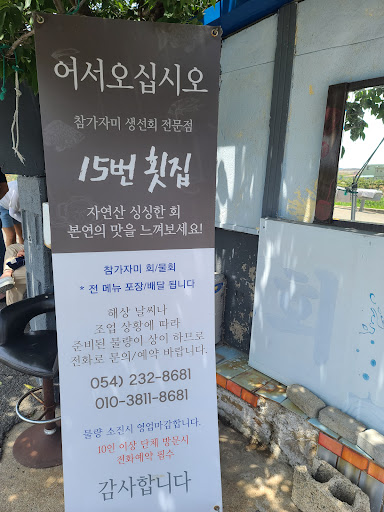 어서오십시오
참가자미 생선회 전문점
15번 횟집
자연산 싱싱한 회
본연의 맛을 느껴보세요!
참가자미 회/물회
* 전 메뉴 포장/배달 됩니다
해상 날씨나
조업 상황에 따라
준비된 물량이 상이 하므로
전화로 문의/예약 바랍니다.
054) 232-8681
010-3811-8681
물량 소진시 영업마감합니다.
10인 이상 단체 방문시
전화예약 필수
감사합니다